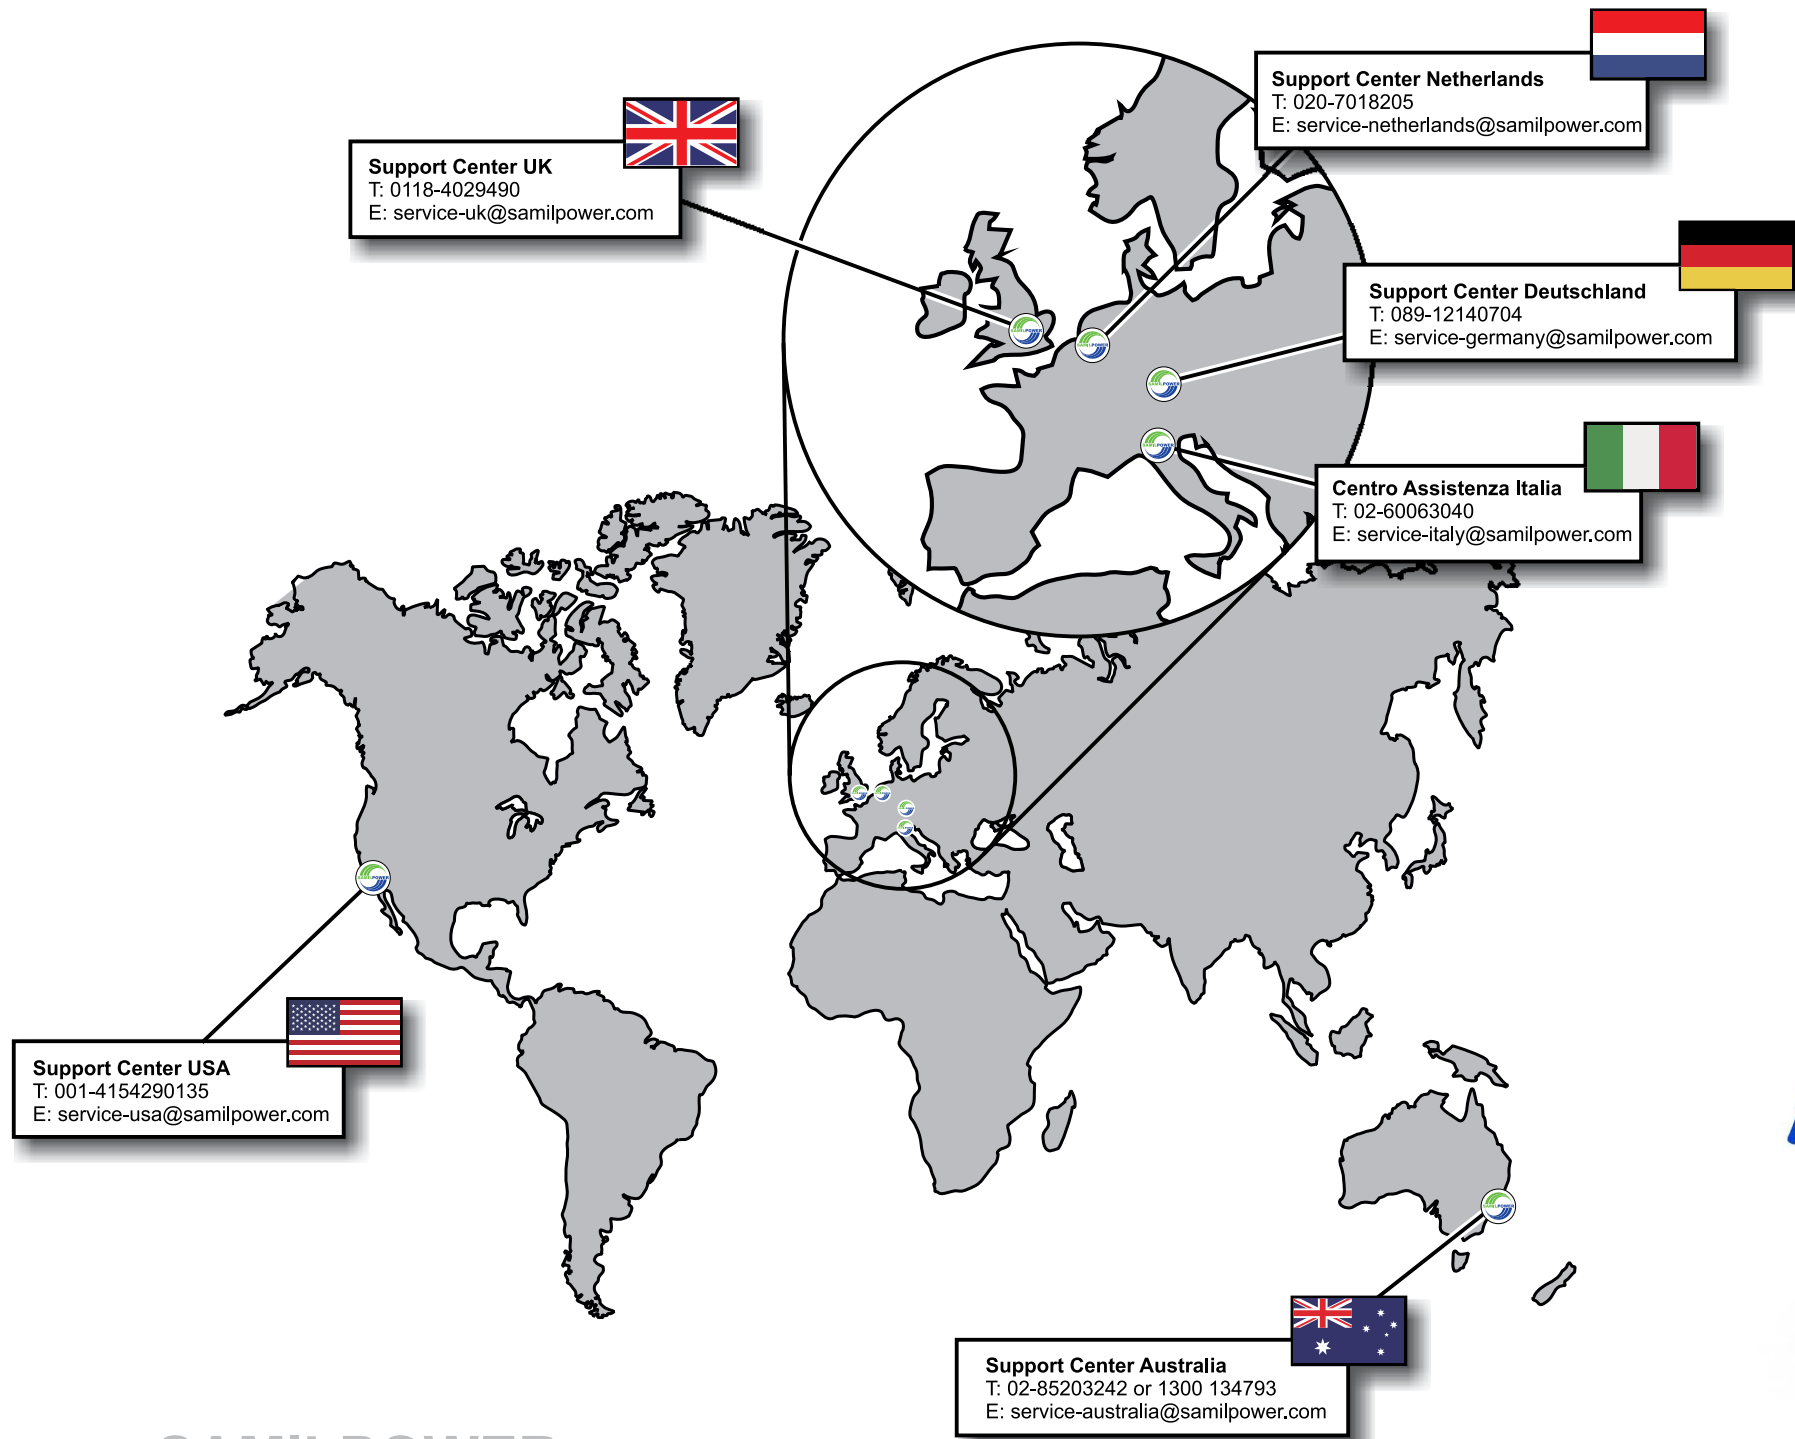 Support Center Netherlands
T: 020-7018205
E: service-netherlands@samilpower.com
Support Center UK
T: 0118-4029490
E: service-uk@samilpower.com
Support Center Deutschland
T: 089-12140704
E: service-germany@samilpower.com
Centro Assistenza Italia
T: 02-60063040
E: service-italy@samilpower.com
Support Center USA
T: 001-4154290135
E: service-usa@samilpower.com
Support Center Australia
T: 02-85203242 or 1300 134793
E: service-australia@samilpower.com